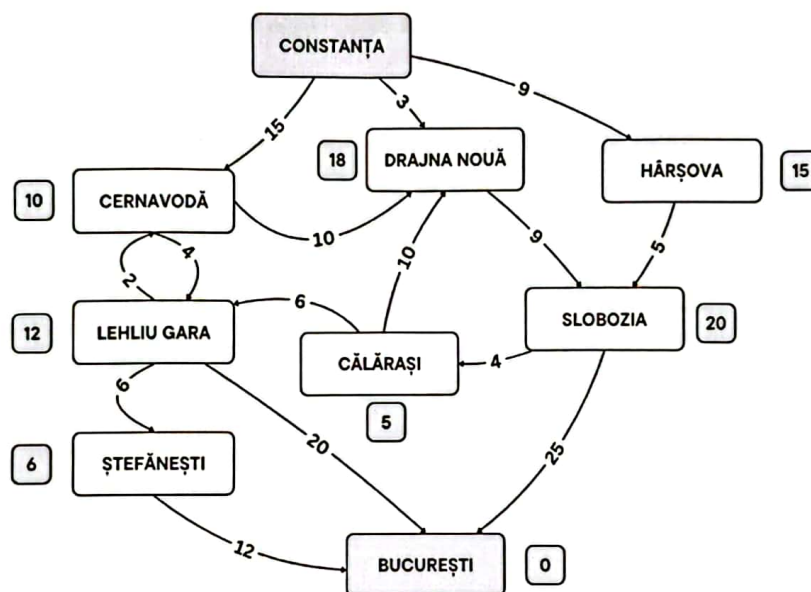 CONSTANȚA
15
3
9
18
DRAJNA NOUĂ
HÂRȘOVA
15
10
CERNAVODĂ
10
10
9
5
2
4
12
LEHLIU GARA
6
CĂLĂRAȘI
5
4
SLOBOZIA
20
6
20
25
6
ȘTEFĂNEȘTI
12
BUCUREȘTI
0